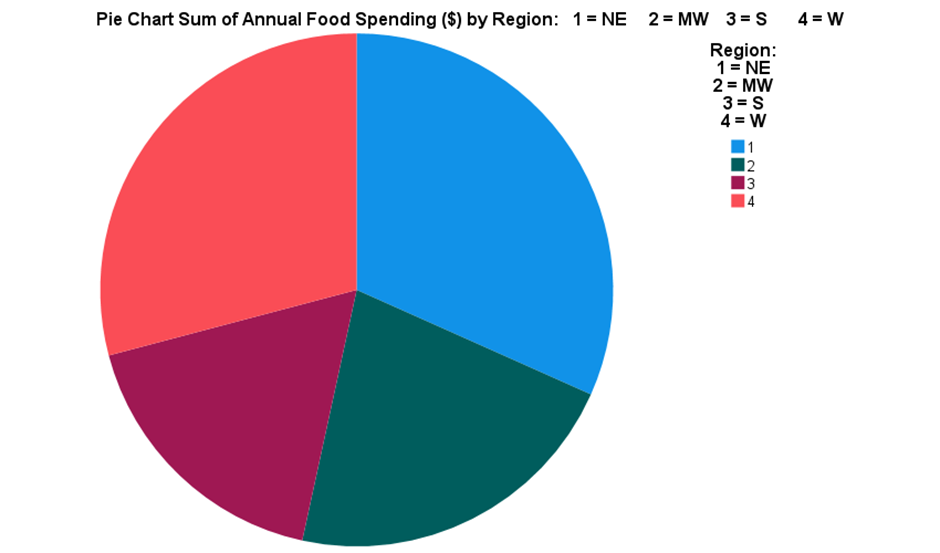 Pie Chart Sum of Annual Food Spending ($) by Region: 1 = NE 2 = MW 3 = S 4 = W
Region:
1 = NE
2 = MW
3 = S
4 = W
1
2
3
4